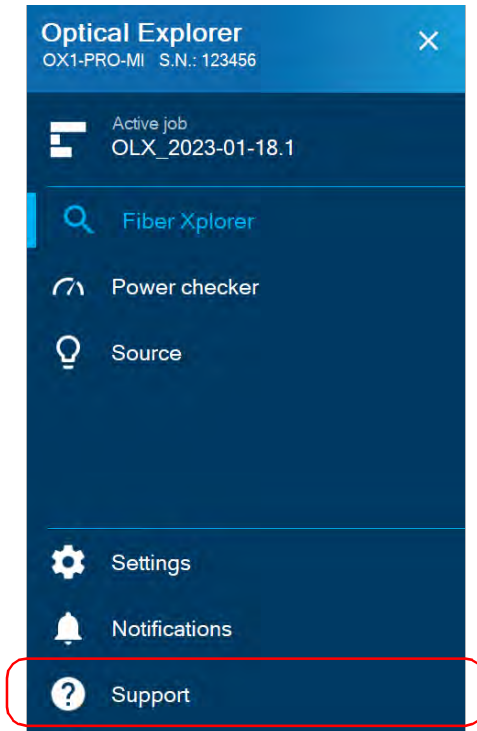 Optical Explorer
OX1-PRO-MI S.N.: 123456
Active job
OLX_2023-01-18.1
Fiber Xplorer
Power checker
Source
Settings
Notifications
Support